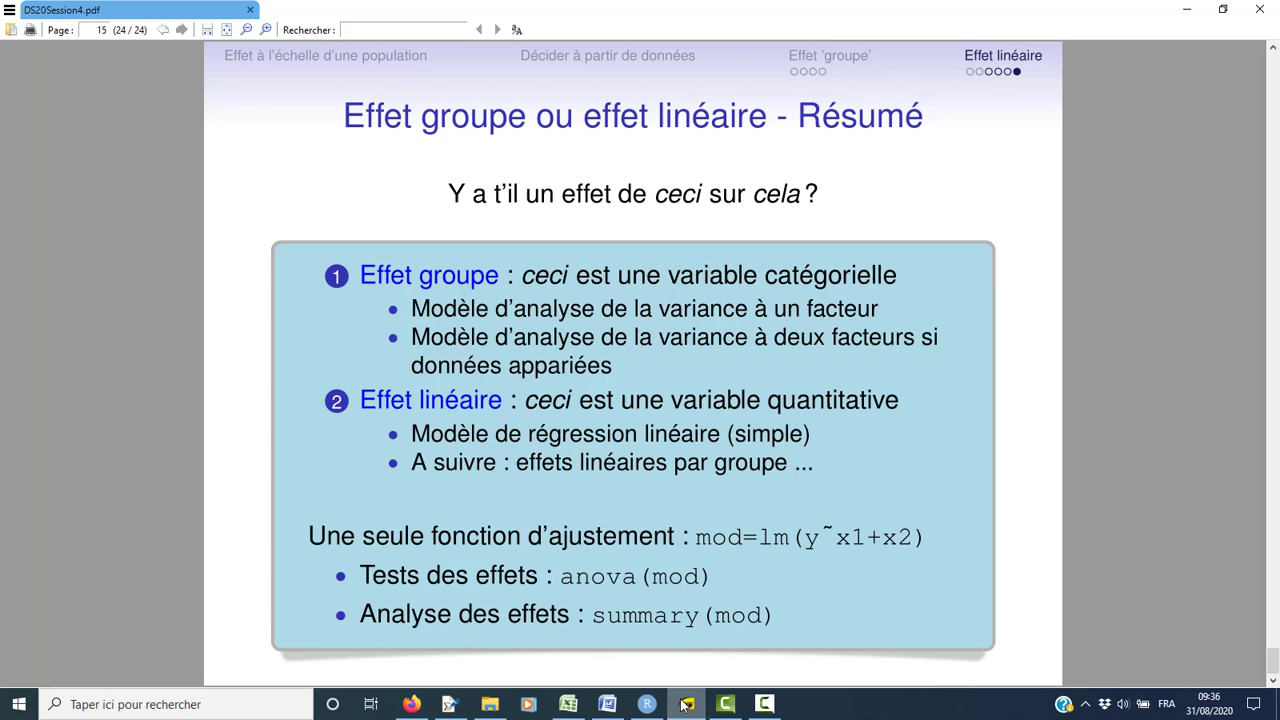 DS20Session4.pdf
Page : 15 (24 / 24) Rechercher :
Effet à l'échelle d'une population Décider à partir de données Effet 'groupe' Effet linéaire
Effet groupe ou effet linéaire - Résumé
Y a t'il un effet de ceci sur cela ?
1 Effet groupe : ceci est une variable catégorielle
• Modèle d'analyse de la variance à un facteur
• Modèle d'analyse de la variance à deux facteurs si
données appariées
2 Effet linéaire : ceci est une variable quantitative
• Modèle de régression linéaire (simple)
• A suivre : effets linéaires par groupe ...
Une seule fonction d'ajustement : mod=lm(y~x1+x2)
• Tests des effets : anova(mod)
• Analyse des effets : summary(mod)
Taper ici pour rechercher
FRA
09:36
31/08/2020